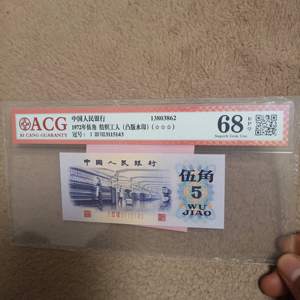 ACG
AI CANG GUARANTY
中国人民银行
13803862
1972年伍角 纺织工人（凸版水印）(☆☆☆)
68
EPQ
Superb Gem Unc
中国人民银行
伍角
5
WU
JIAO